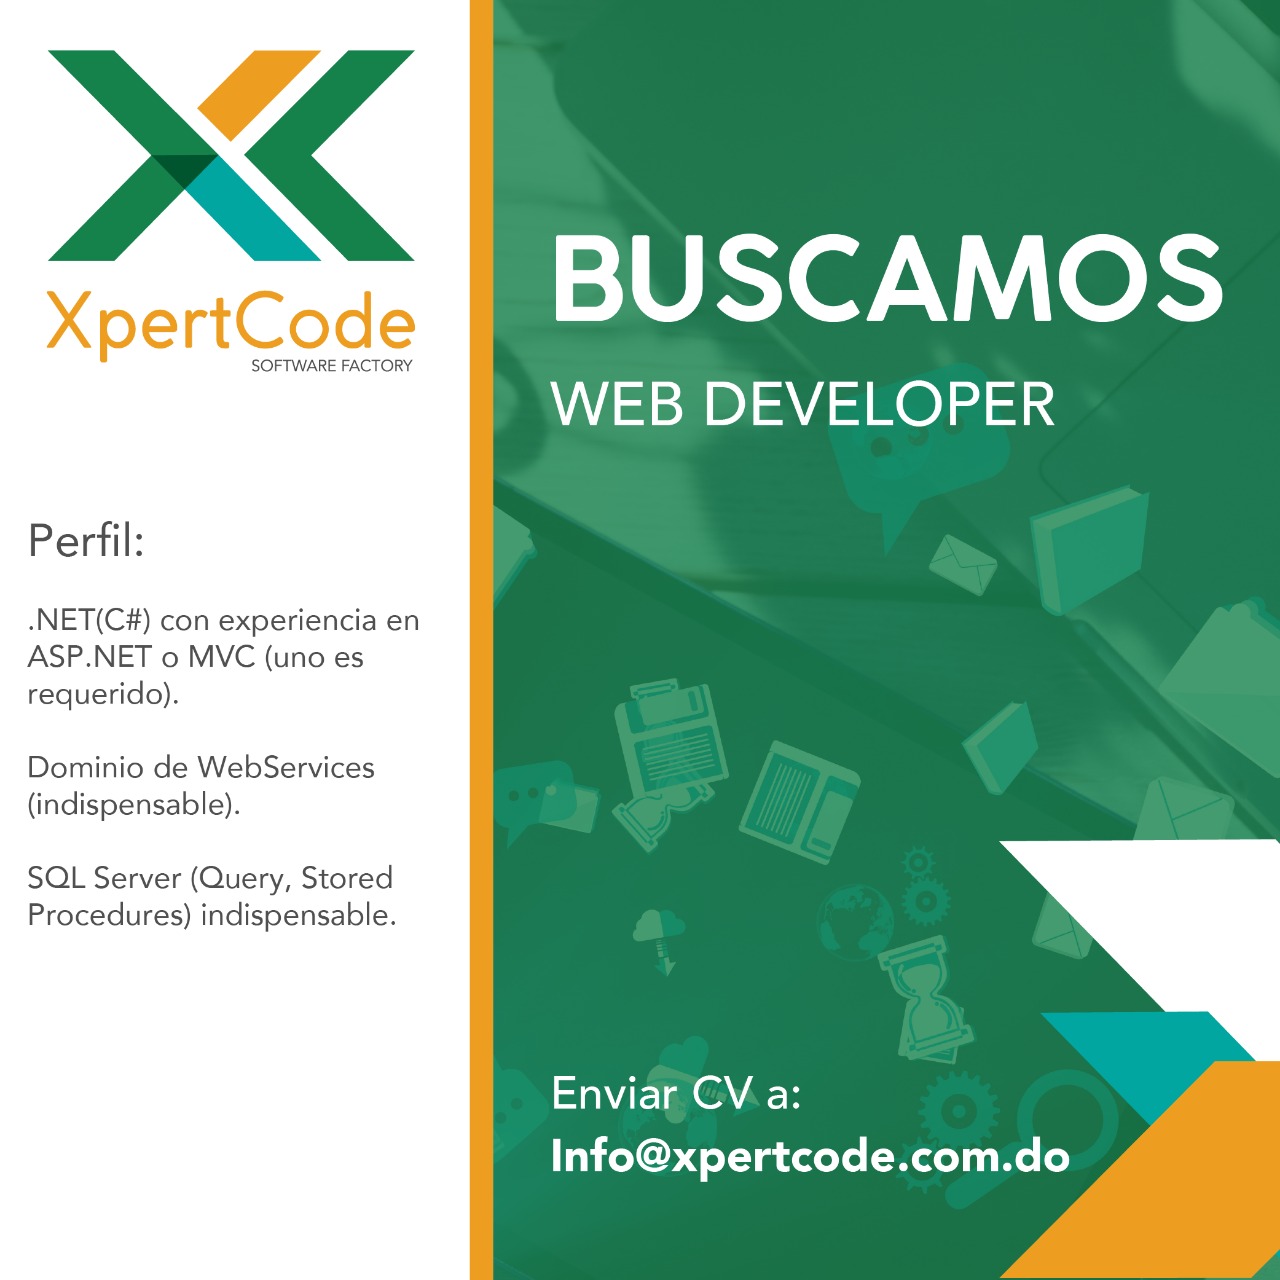 XpertCode
SOFTWARE FACTORY
Perfil:
.NET(C#) con experiencia en
ASP.NET o MVC (uno es
requerido).
Dominio de WebServices
(indispensable).
SQL Server (Query, Stored
Procedures) indispensable.
BUSCAMOS
WEB DEVELOPER
Enviar CV a:
Info@xpertcode.com.do